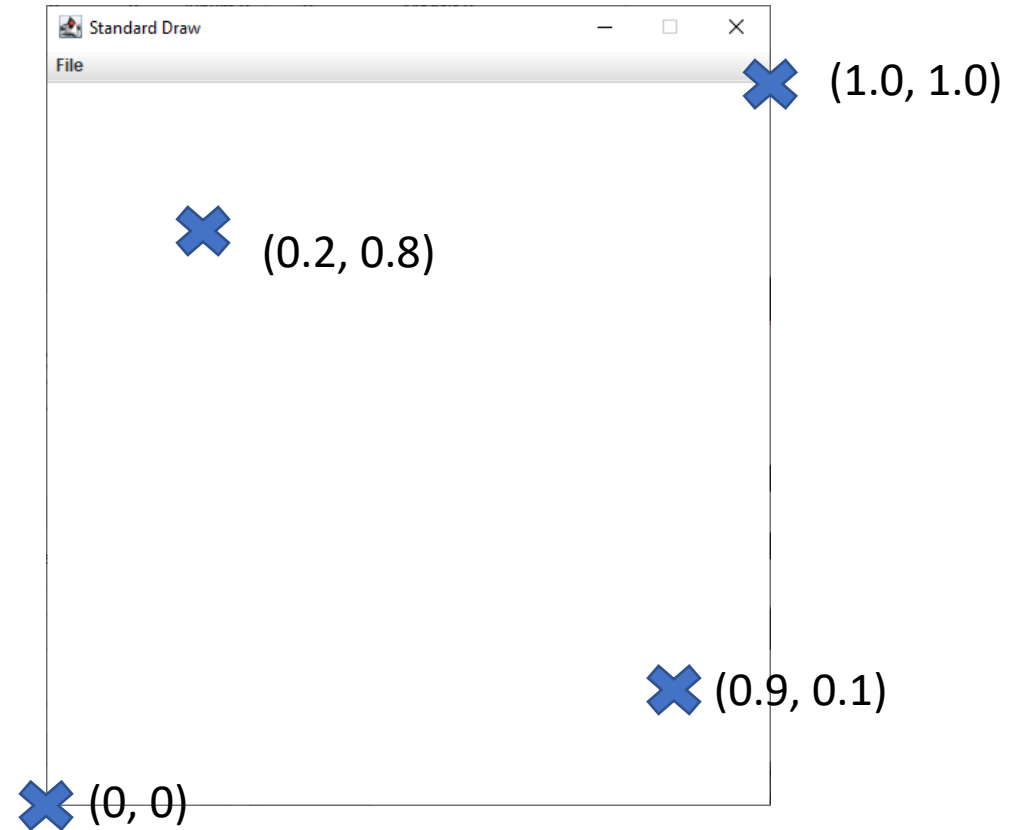 Standard Draw
File
(1.0, 1.0)
(0.2, 0.8)
(0.9, 0.1)
(0, 0)